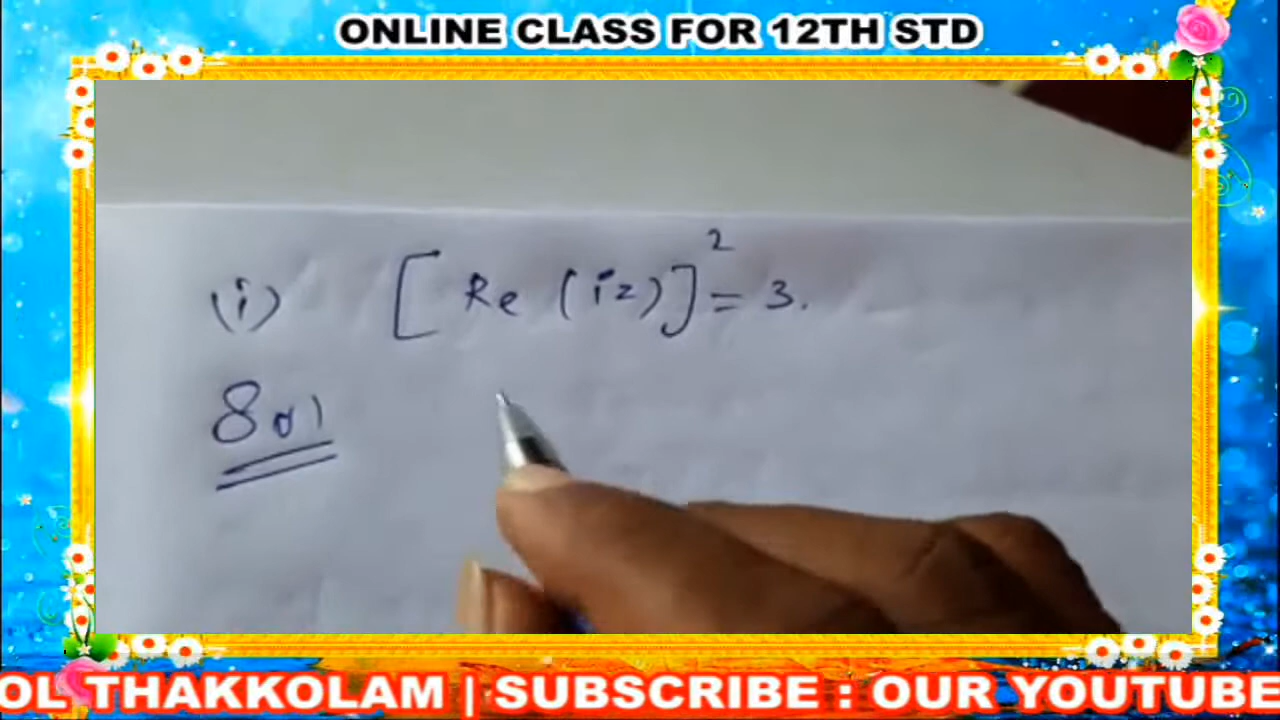 ONLINE CLASS FOR 12TH STD
(i) [Re (iz)]² = 3.
Sol
OL THAKKOLAM | SUBSCRIBE : OUR YOUTUBE